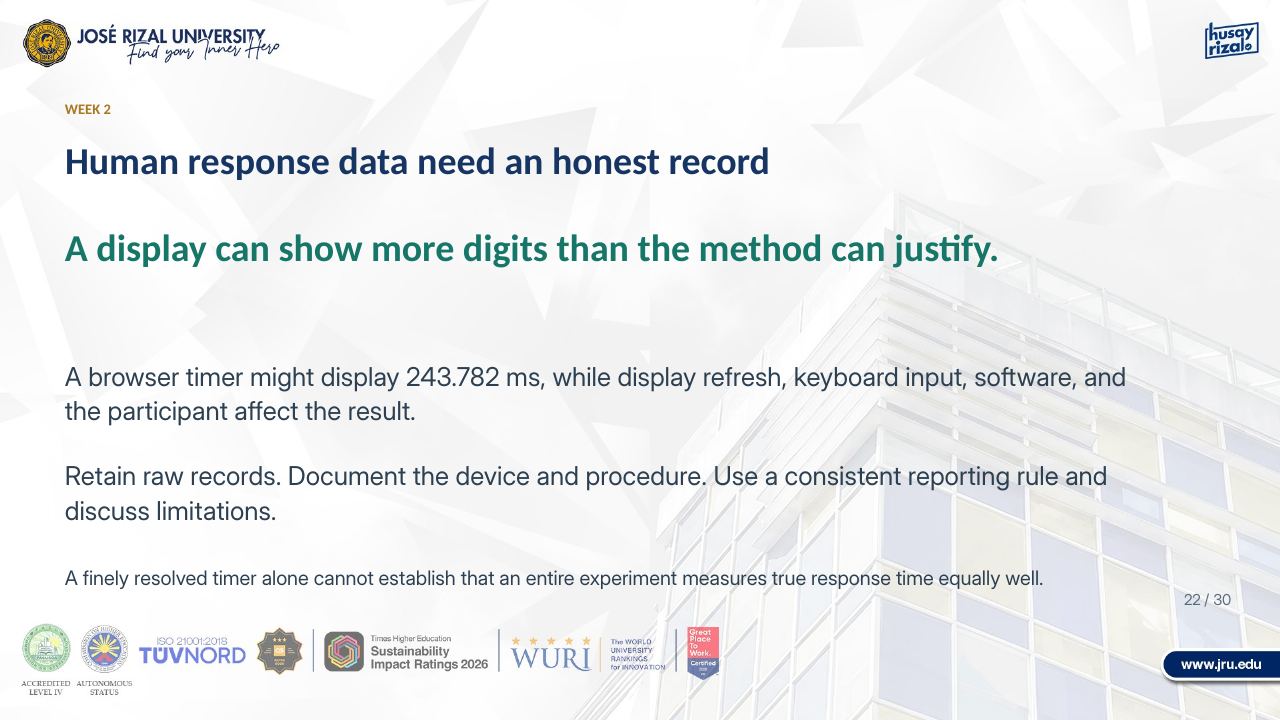 JOSÉ RIZAL UNIVERSITY
Find your Inner Hero
husay
rizal
WEEK 2
Human response data need an honest record
A display can show more digits than the method can justify.
A browser timer might display 243.782 ms, while display refresh, keyboard input, software, and
the participant affect the result.
Retain raw records. Document the device and procedure. Use a consistent reporting rule and
discuss limitations.
A finely resolved timer alone cannot establish that an entire experiment measures true response time equally well.
22 / 30
ACCREDITED
LEVEL IV
AUTONOMOUS
STATUS
ISO 21001:2018
TÜVNORD
Times Higher Education
Sustainability
Impact Ratings 2026
WURI
The WORLD
UNIVERSITY
RANKINGS
for INNOVATION
Great
Place
To
Work.
Certified
www.jru.edu